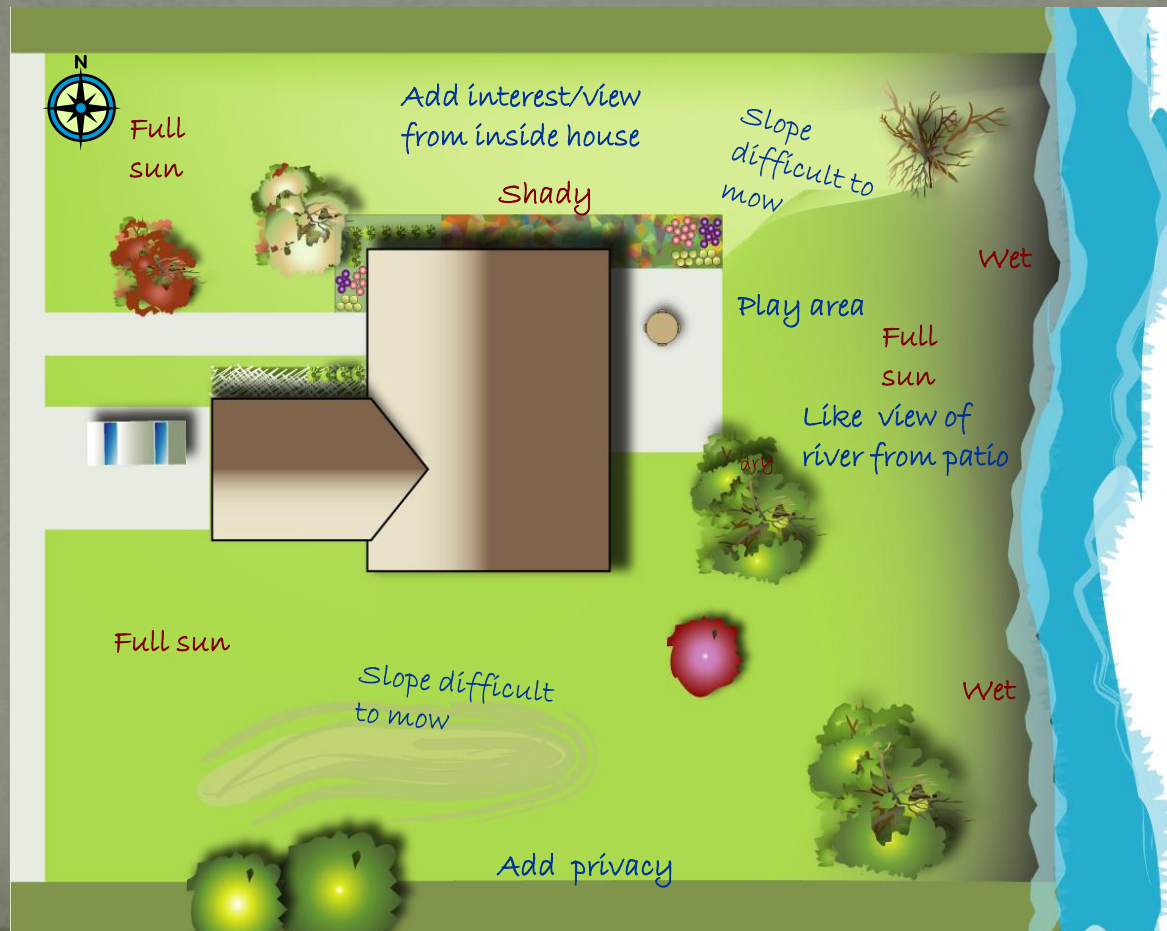 N
Full
sun
Add interest/view
from inside house
Slope
difficult to
mow
Shady
Wet
Play area
Full
sun
Like view of
river from patio
dry
Full sun
Slope difficult
to mow
Wet
Add privacy